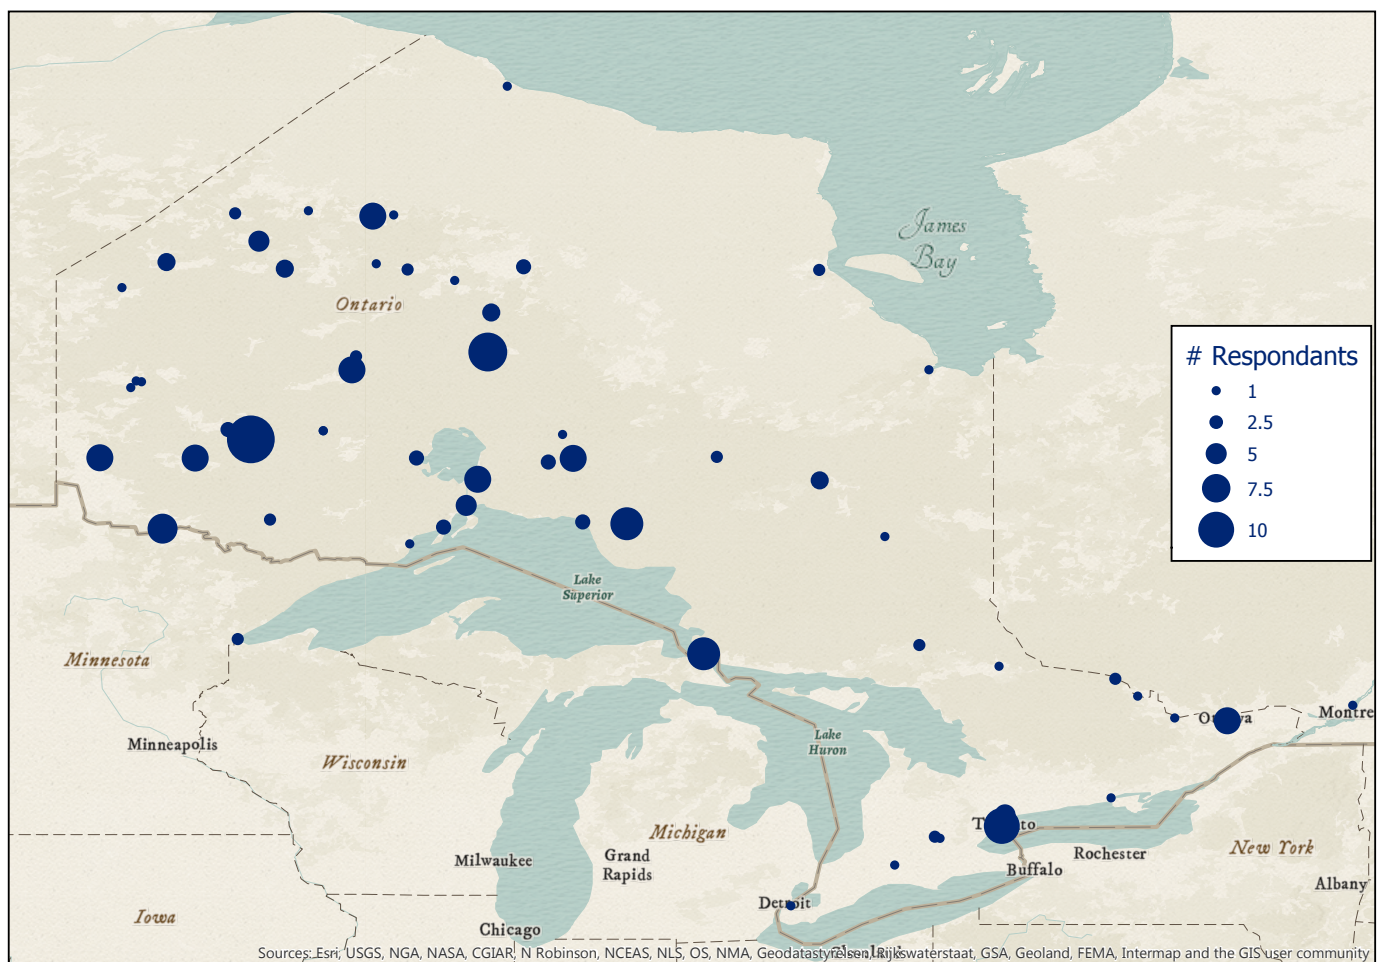 James
Bay
Ontario
# Respondants
1
2.5
5
7.5
10
Lake
Superior
Minnesota
Minneapolis
Wisconsin
Lake
Huron
Montre
Michigan
Milwaukee
Grand
Rapids
Rochester
New York
Buffalo
Albany
Detroit
Iowa
Chicago
Sources: Esri, USGS, NGA, NASA, CGIAR, N Robinson, NCEAS, NLS, OS, NMA, Geodatastyrelsen, Rijkswaterstaat, GSA, Geoland, FEMA, Intermap and the GIS user community